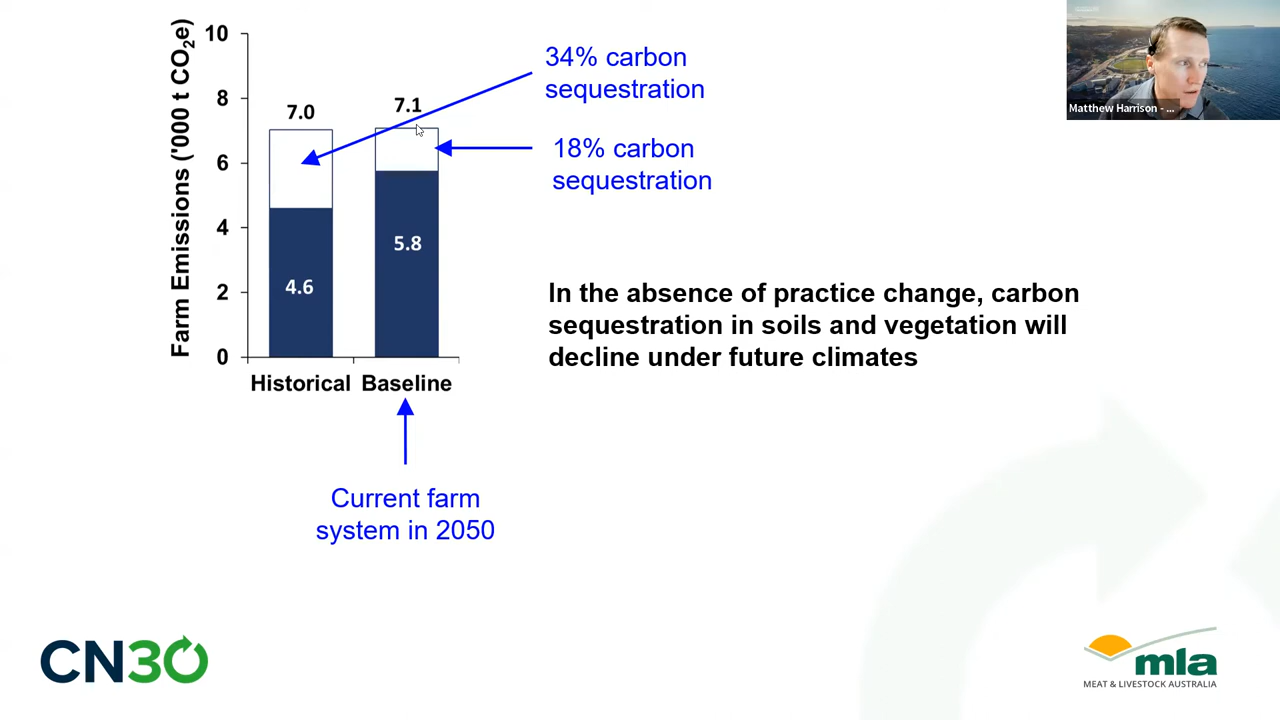 Farm Emissions ('000 t CO₂e)
10
8
6
4
2
0
7.0
7.1
4.6
5.8
Historical
Baseline
34% carbon
sequestration
18% carbon
sequestration
In the absence of practice change, carbon
sequestration in soils and vegetation will
decline under future climates
Current farm
system in 2050
Matthew Harrison - ...
CN30
mla
MEAT & LIVESTOCK AUSTRALIA